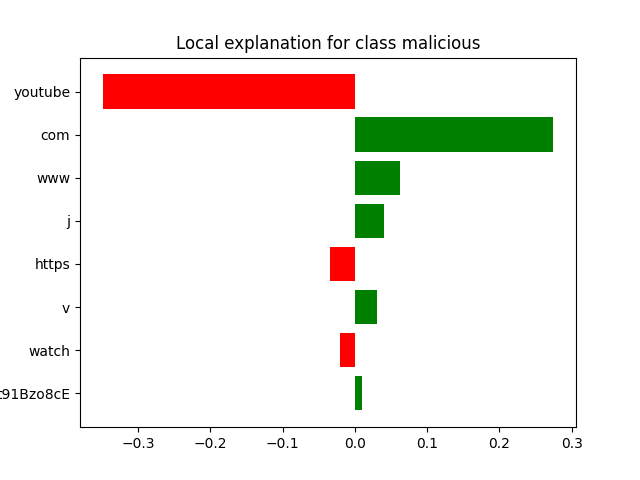 Local explanation for class malicious
youtube
com
www
j
https
v
watch
91Bzo8cE
−0.3 −0.2 −0.1 0.0 0.1 0.2 0.3